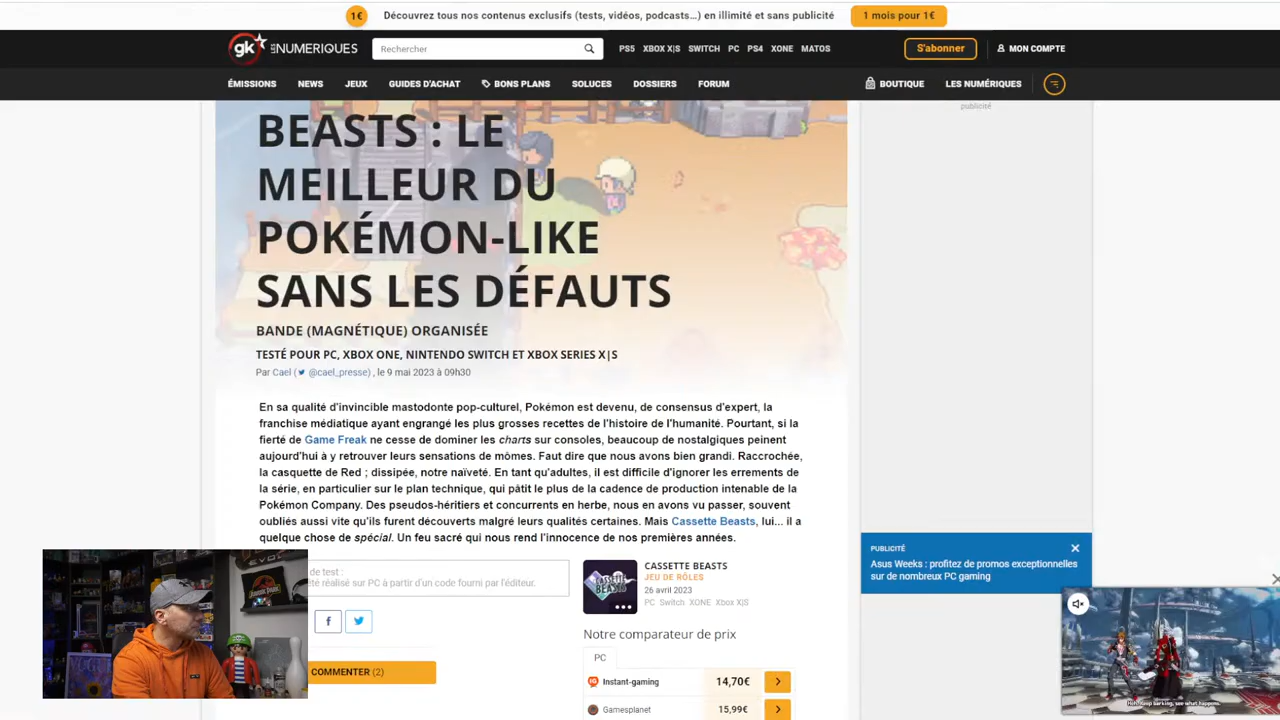 1€ Découvrez tous nos contenus exclusifs (tests, vidéos, podcasts...) en illimité et sans publicité 1 mois pour 1€
gk LES NUMERIQUES Rechercher PS5 XBOX X|S SWITCH PC PS4 XONE MATOS S'abonner MON COMPTE
ÉMISSIONS NEWS JEUX GUIDES D'ACHAT BONS PLANS SOLUCES DOSSIERS FORUM BOUTIQUE LES NUMÉRIQUES
publicité
BEASTS : LE
MEILLEUR DU
POKÉMON-LIKE
SANS LES DÉFAUTS
BANDE (MAGNÉTIQUE) ORGANISÉE
TESTÉ POUR PC, XBOX ONE, NINTENDO SWITCH ET XBOX SERIES X|S
Par Cael ( @cael_presse) , le 9 mai 2023 à 09h30
En sa qualité d'invincible mastodonte pop-culturel, Pokémon est devenu, de consensus d'expert, la
franchise médiatique ayant engrangé les plus grosses recettes de l'histoire de l'humanité. Pourtant, si la
fierté de Game Freak ne cesse de dominer les charts sur consoles, beaucoup de nostalgiques peinent
aujourd'hui à y retrouver leurs sensations de mômes. Faut dire que nous avons bien grandi. Raccrochée,
la casquette de Red ; dissipée, notre naïveté. En tant qu'adultes, il est difficile d'ignorer les errements de
la série, en particulier sur le plan technique, qui pâtit le plus de la cadence de production intenable de la
Pokémon Company. Des pseudos-héritiers et concurrents en herbe, nous en avons vu passer, souvent
oubliés aussi vite qu'ils furent découverts malgré leurs qualités certaines. Mais Cassette Beasts, lui... il a
quelque chose de spécial. Un feu sacré qui nous rend l'innocence de nos premières années.
de test :
été réalisé sur PC à partir d'un code fourni par l'éditeur.
COMMENTER (2)
CASSETTE BEASTS
JEU DE RÔLES
26 avril 2023
PC Switch XONE Xbox X|S
Notre comparateur de prix
PC
Instant-gaming 14,70€
Gamesplanet 15,99€
PUBLICITÉ
Asus Weeks : profitez de promos exceptionnelles
sur de nombreux PC gaming
Heh! Keep barking, see what happens.